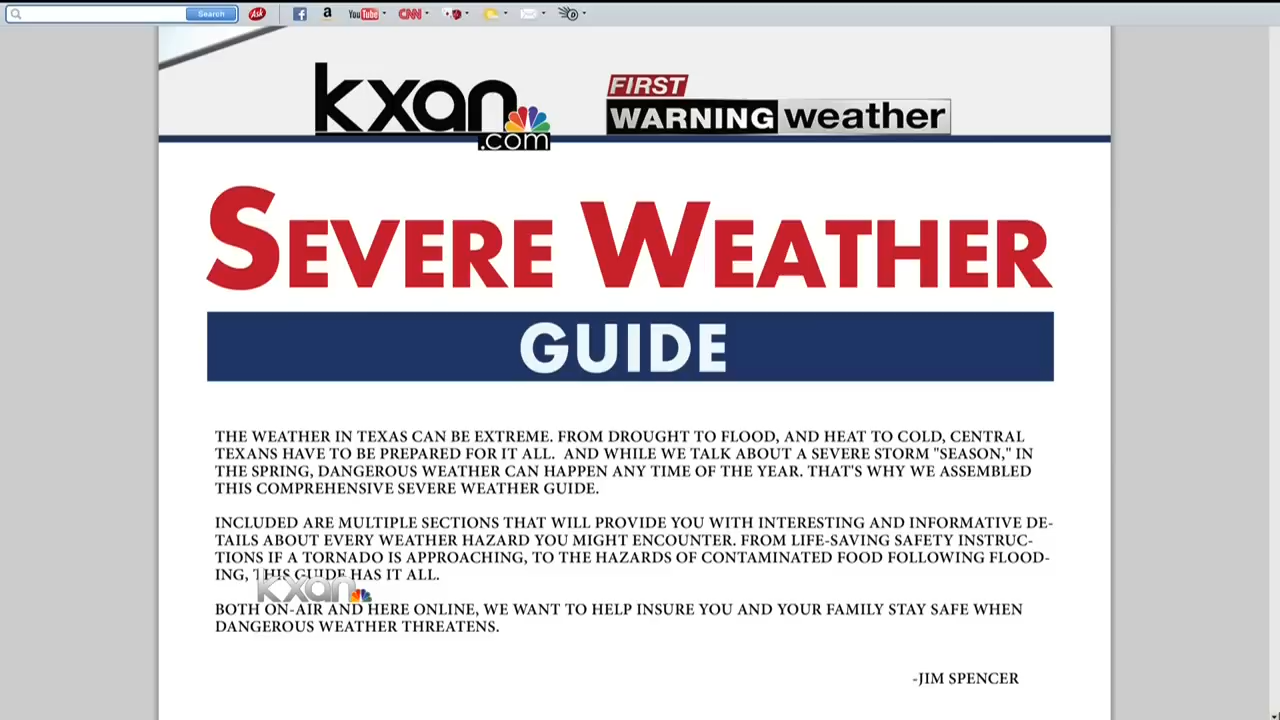 Search
Ask
f
a
YouTube
CNN
kxan
.com
FIRST
WARNING weather
SEVERE WEATHER
GUIDE
THE WEATHER IN TEXAS CAN BE EXTREME. FROM DROUGHT TO FLOOD, AND HEAT TO COLD, CENTRAL
TEXANS HAVE TO BE PREPARED FOR IT ALL. AND WHILE WE TALK ABOUT A SEVERE STORM "SEASON," IN
THE SPRING, DANGEROUS WEATHER CAN HAPPEN ANY TIME OF THE YEAR. THAT'S WHY WE ASSEMBLED
THIS COMPREHENSIVE SEVERE WEATHER GUIDE.
INCLUDED ARE MULTIPLE SECTIONS THAT WILL PROVIDE YOU WITH INTERESTING AND INFORMATIVE DE-
TAILS ABOUT EVERY WEATHER HAZARD YOU MIGHT ENCOUNTER. FROM LIFE-SAVING SAFETY INSTRUC-
TIONS IF A TORNADO IS APPROACHING, TO THE HAZARDS OF CONTAMINATED FOOD FOLLOWING FLOOD-
ING, THIS GUIDE HAS IT ALL.
kxan
BOTH ON-AIR AND HERE ONLINE, WE WANT TO HELP INSURE YOU AND YOUR FAMILY STAY SAFE WHEN
DANGEROUS WEATHER THREATENS.
-JIM SPENCER